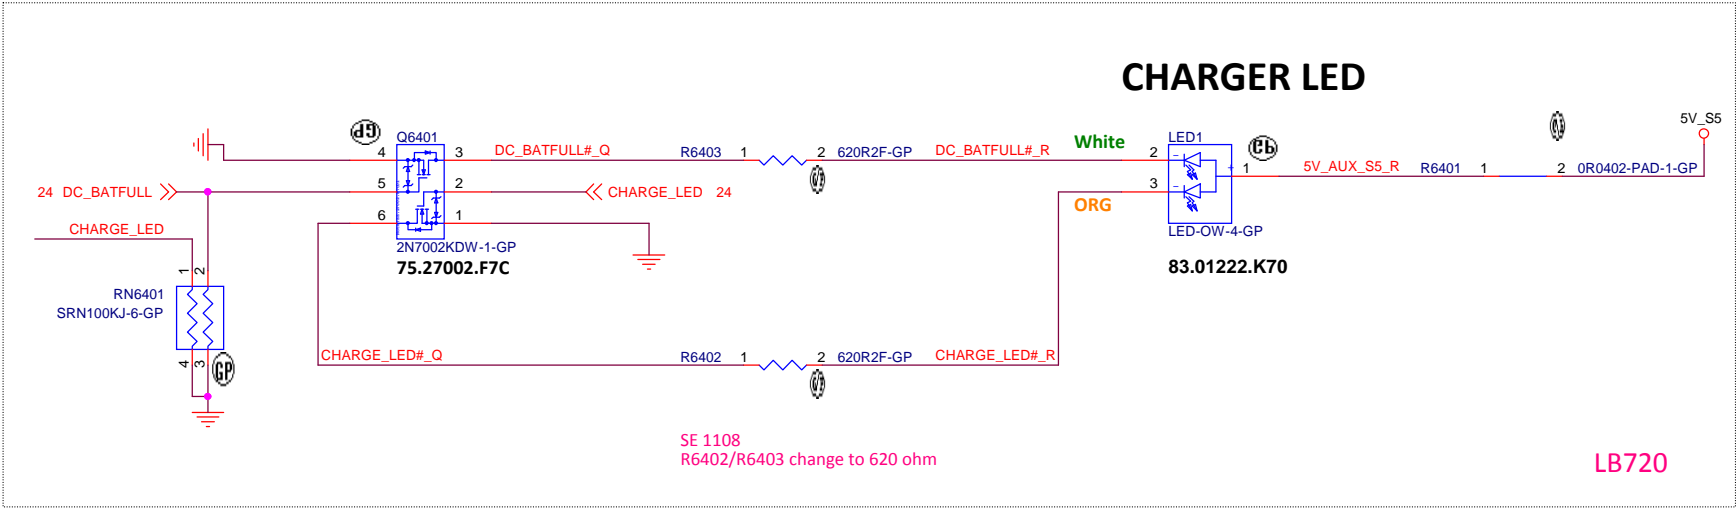 CHARGER LED
5V_S5
Q6401
LED1
4
3
DC_BATFULL#_Q
R6403
1
2
620R2F-GP
DC_BATFULL#_R
White
2
1
5V_AUX_S5_R
R6401
1
2
0R0402-PAD-1-GP
24
DC_BATFULL
5
2
CHARGE_LED
24
3
ORG
6
1
CHARGE_LED
2N7002KDW-1-GP
75.27002.F7C
LED-OW-4-GP
83.01222.K70
1
2
RN6401
SRN100KJ-6-GP
4
3
GP
CHARGE_LED#_Q
R6402
1
2
620R2F-GP
CHARGE_LED#_R
SE 1108
R6402/R6403 change to 620 ohm
LB720